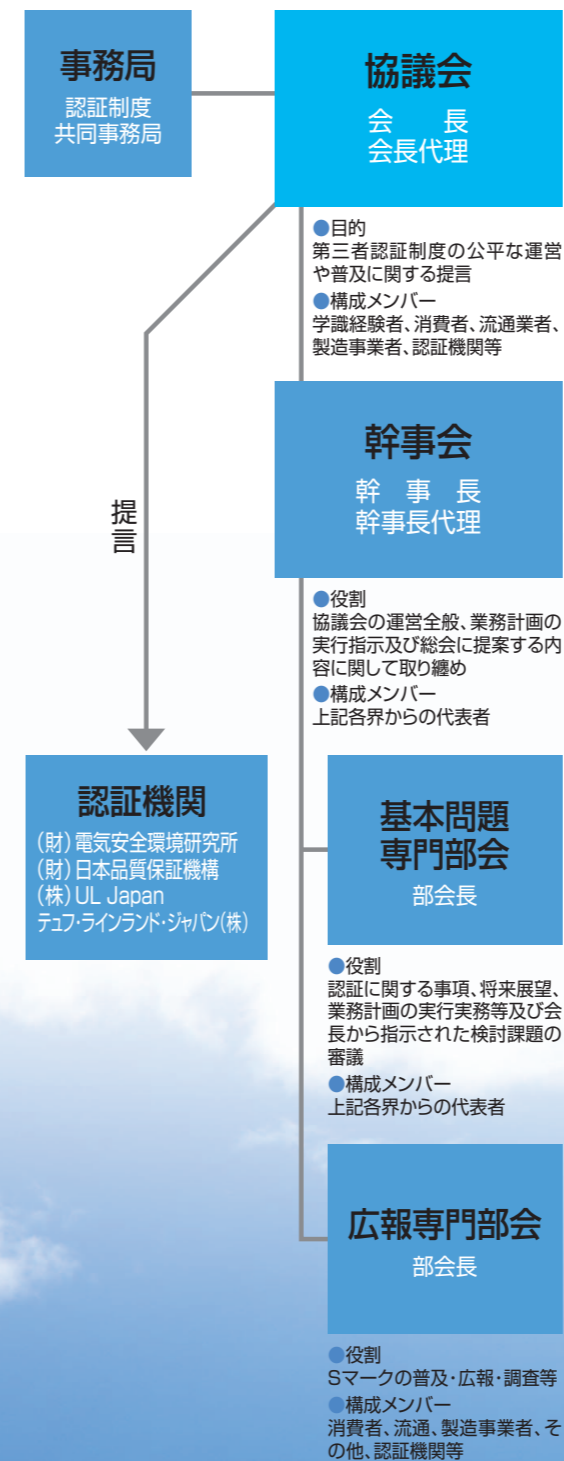 事務局
認証制度
共同事務局
協議会
会　長
会長代理
●目的
第三者認証制度の公平な運営
や普及に関する提言
●構成メンバー
学識経験者、消費者、流通業者、
製造事業者、認証機関等
幹事会
幹　事　長
幹事長代理
提言
●役割
協議会の運営全般、業務計画の
実行指示及び総会に提案する内
容に関して取り纏め
●構成メンバー
上記各界からの代表者
認証機関
(財)電気安全環境研究所
(財)日本品質保証機構
(株)UL Japan
テュフ・ラインランド・ジャパン(株)
基本問題
専門部会
部会長
●役割
認証に関する事項、将来展望、
業務計画の実行実務等及び会
長から指示された検討課題の
審議
●構成メンバー
上記各界からの代表者
広報専門部会
部会長
●役割
Sマークの普及・広報・調査等
●構成メンバー
消費者、流通、製造事業者、そ
の他、認証機関等